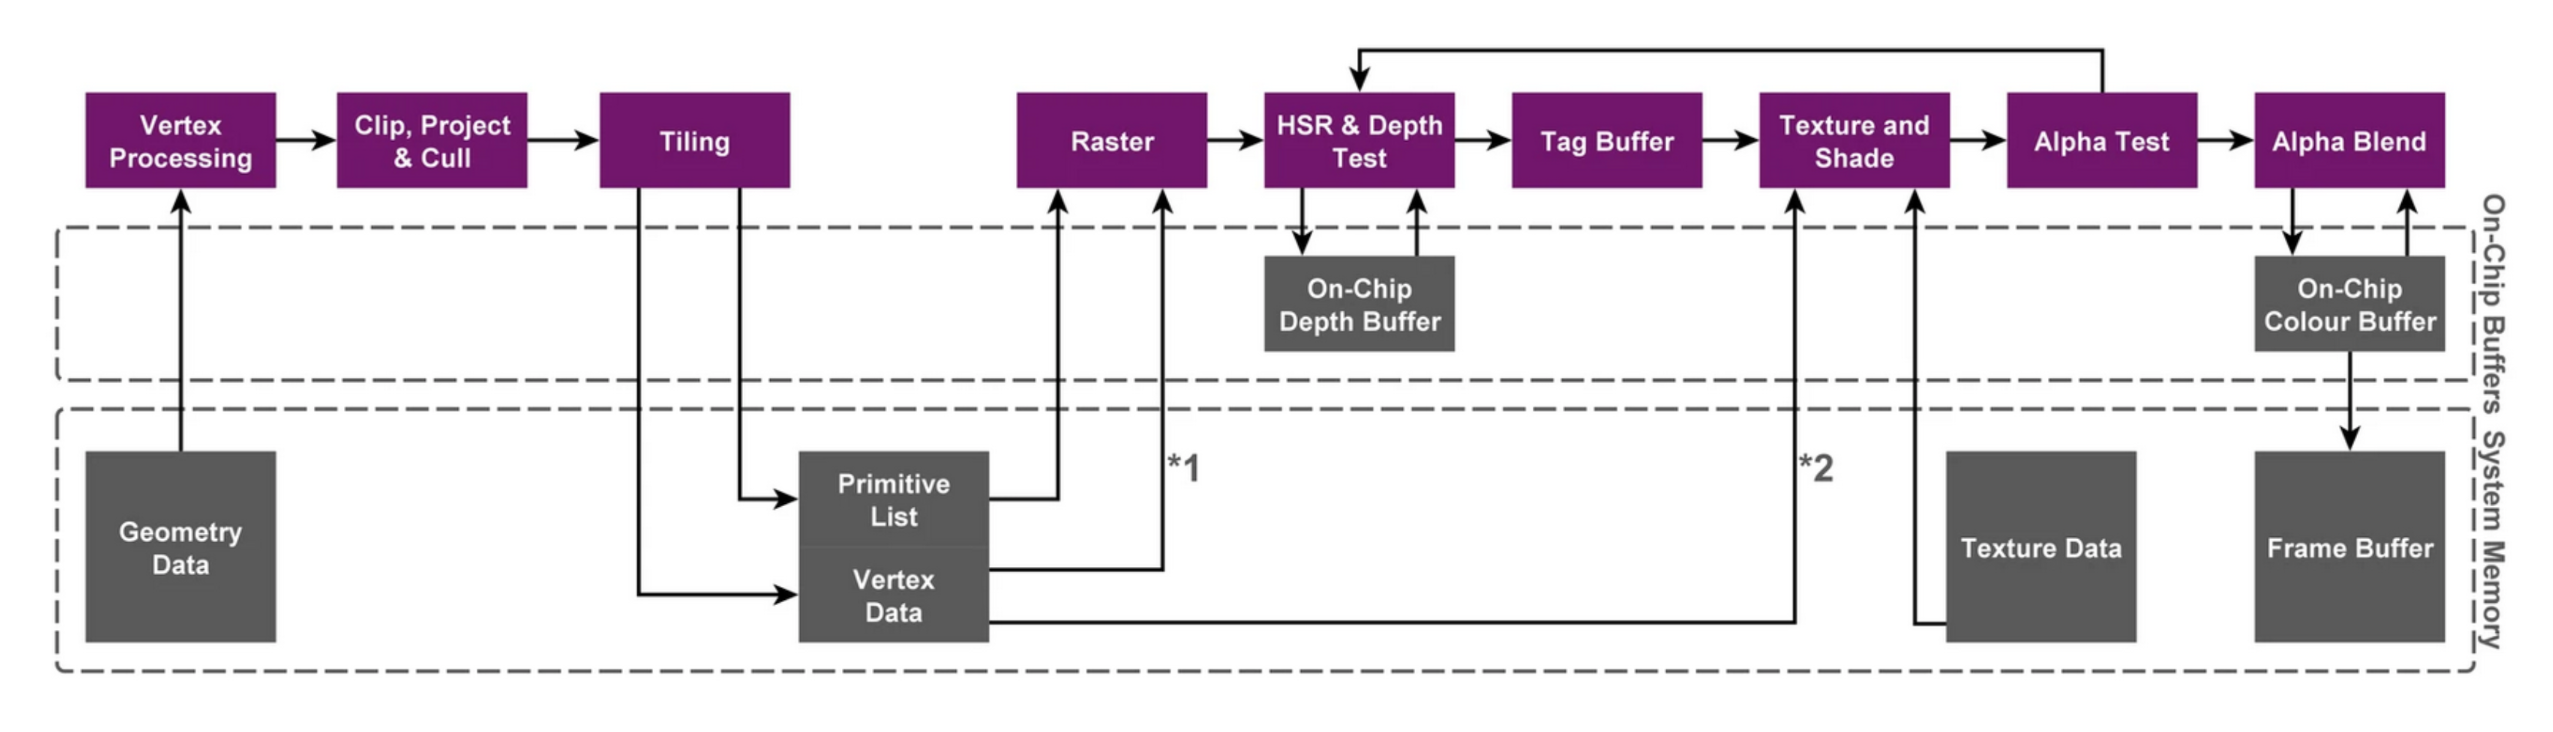 Vertex
Processing
Clip, Project
& Cull
Tiling
Raster
HSR & Depth
Test
Tag Buffer
Texture and
Shade
Alpha Test
Alpha Blend
On-Chip
Depth Buffer
On-Chip
Colour Buffer
On-Chip Buffers
Geometry
Data
Primitive
List
Vertex
Data
*1
*2
Texture Data
Frame Buffer
System Memory